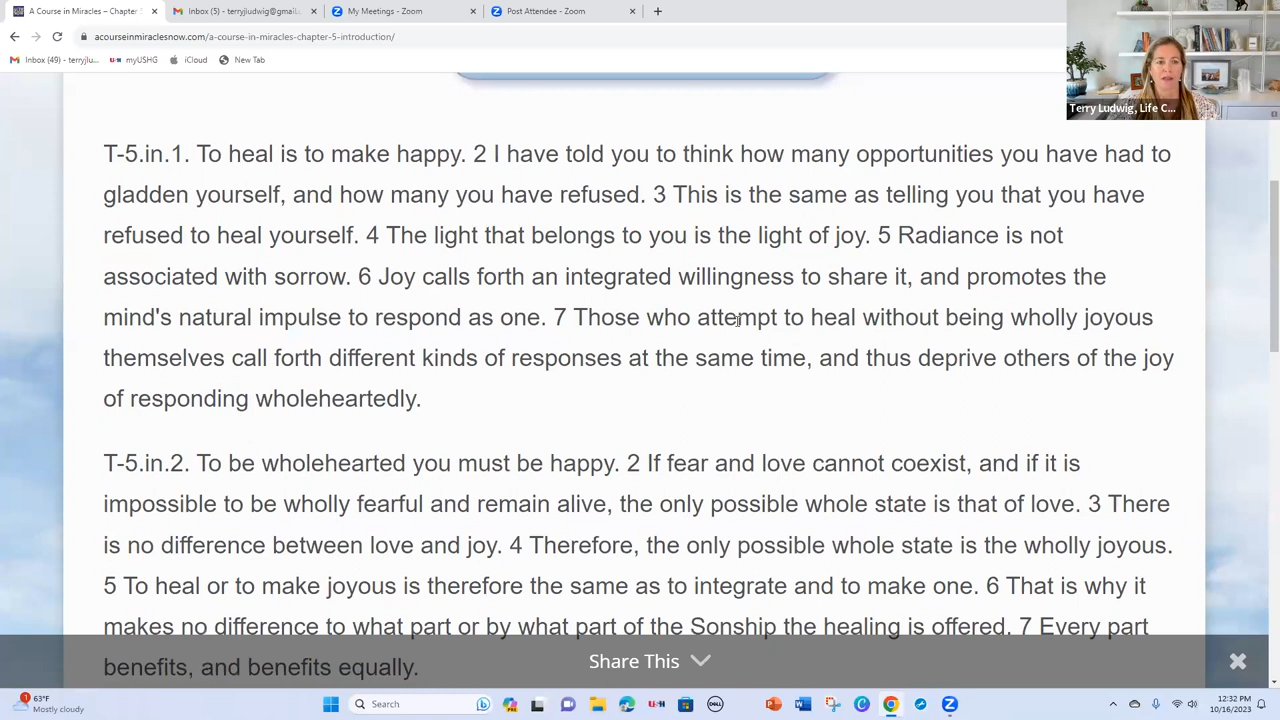 A Course in Miracles – Chapter 5
Inbox (5) - terryjludwig@gmail.
My Meetings - Zoom
Post Attendee - Zoom
acourseinmiraclesnow.com/a-course-in-miracles-chapter-5-introduction/
Inbox (49) - terryjlu...
myUSHG
iCloud
New Tab
Terry Ludwig, Life C...
T-5.in.1. To heal is to make happy. 2 I have told you to think how many opportunities you have had to
gladden yourself, and how many you have refused. 3 This is the same as telling you that you have
refused to heal yourself. 4 The light that belongs to you is the light of joy. 5 Radiance is not
associated with sorrow. 6 Joy calls forth an integrated willingness to share it, and promotes the
mind's natural impulse to respond as one. 7 Those who attempt to heal without being wholly joyous
themselves call forth different kinds of responses at the same time, and thus deprive others of the joy
of responding wholeheartedly.
T-5.in.2. To be wholehearted you must be happy. 2 If fear and love cannot coexist, and if it is
impossible to be wholly fearful and remain alive, the only possible whole state is that of love. 3 There
is no difference between love and joy. 4 Therefore, the only possible whole state is the wholly joyous.
5 To heal or to make joyous is therefore the same as to integrate and to make one. 6 That is why it
makes no difference to what part or by what part of the Sonship the healing is offered. 7 Every part
benefits, and benefits equally.
Share This
1
63°F
Mostly cloudy
Search
DELL
12:32 PM
10/16/2023